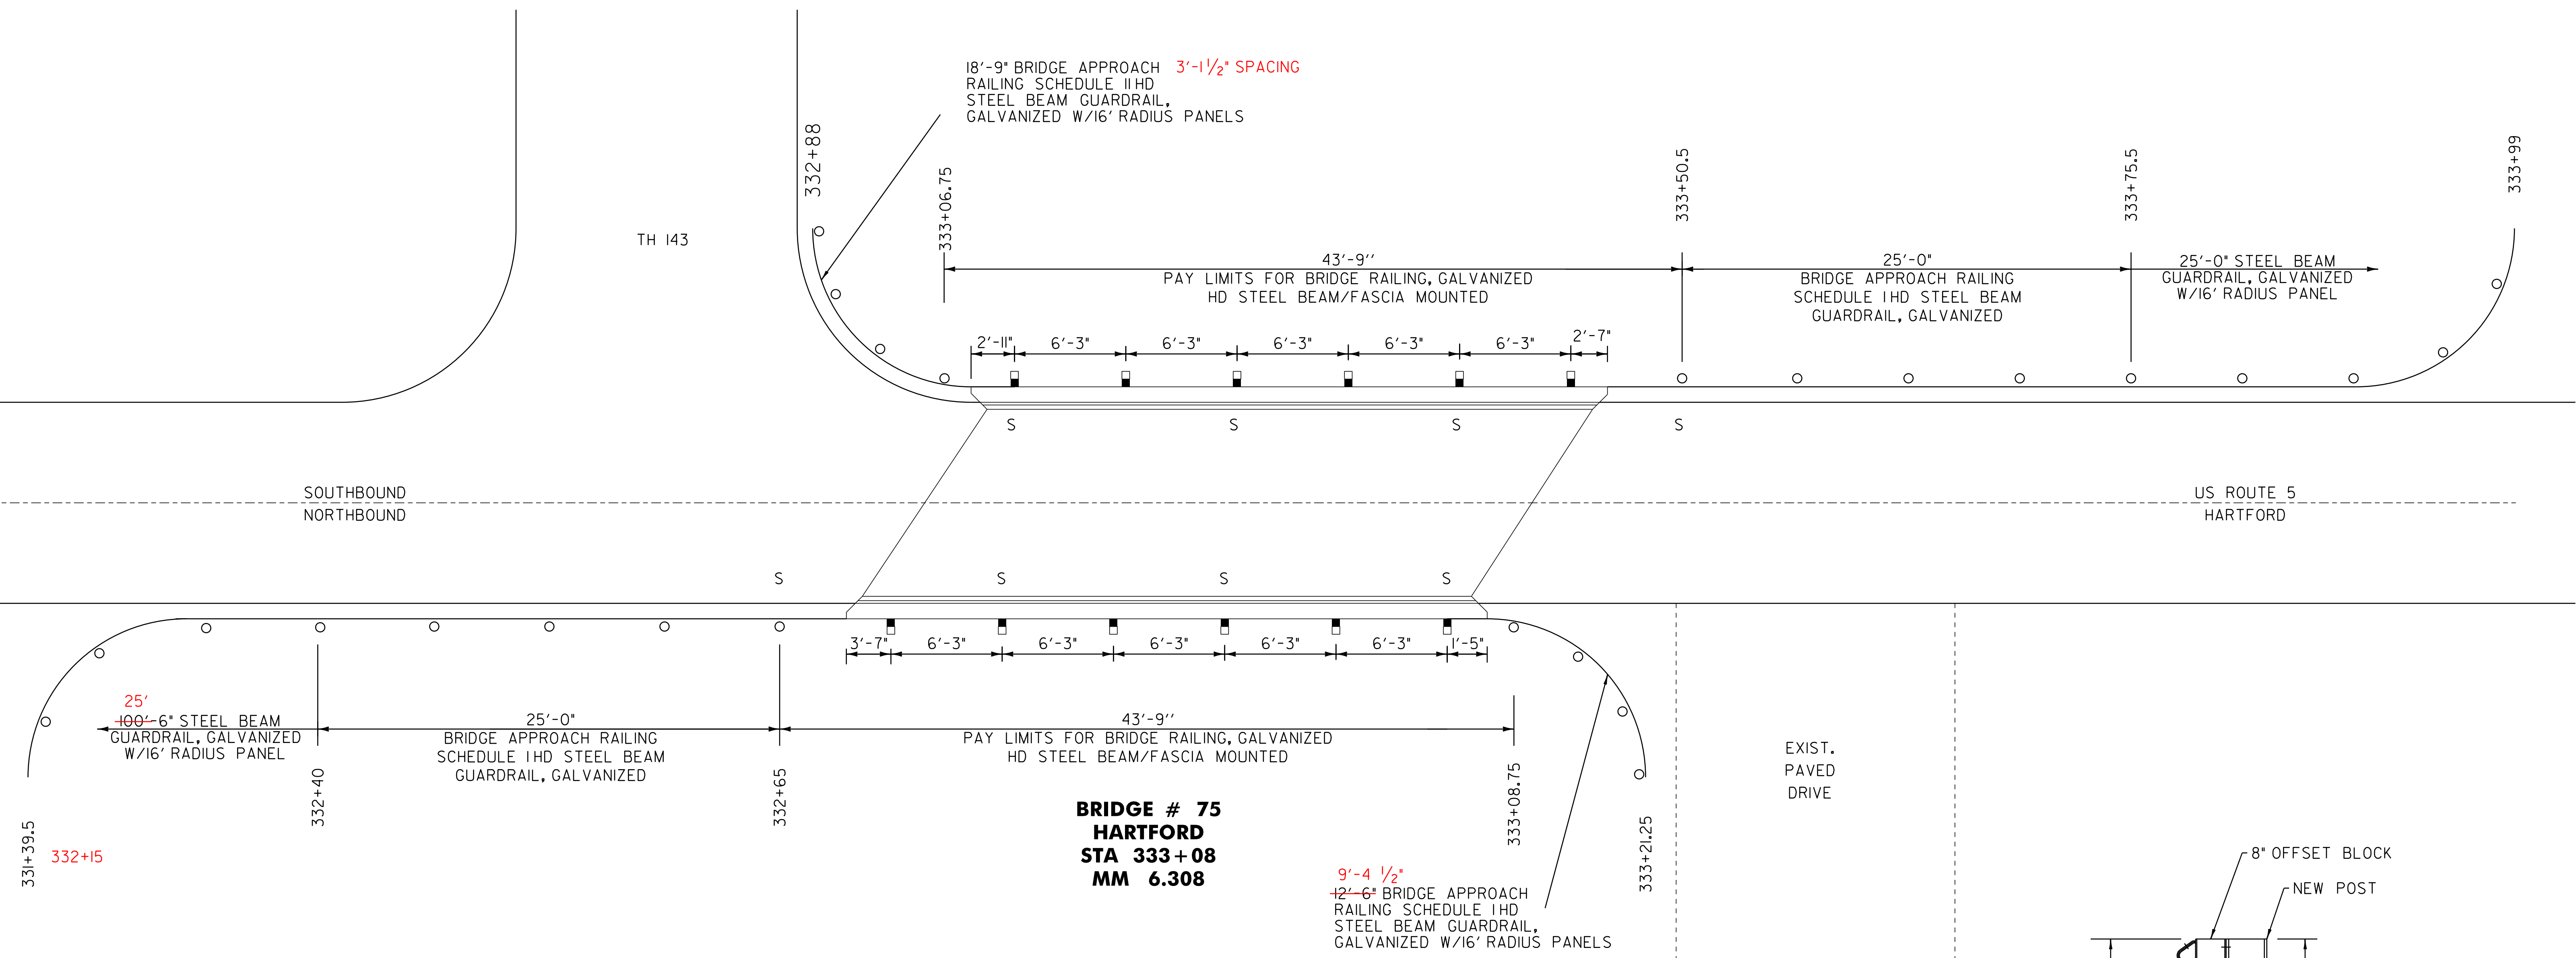 18'-9" BRIDGE APPROACH 3'-1 1/2" SPACING
RAILING SCHEDULE II HD
STEEL BEAM GUARDRAIL,
GALVANIZED W/16' RADIUS PANELS
332+88
333+06.75
333+50.5
333+75.5
333+99
TH 143
43'-9''
PAY LIMITS FOR BRIDGE RAILING, GALVANIZED
HD STEEL BEAM/FASCIA MOUNTED
25'-0"
BRIDGE APPROACH RAILING
SCHEDULE I HD STEEL BEAM
GUARDRAIL, GALVANIZED
25'-0" STEEL BEAM
GUARDRAIL, GALVANIZED
W/16' RADIUS PANEL
2'-11" 6'-3" 6'-3" 6'-3" 6'-3" 6'-3" 2'-7"
S S S S
SOUTHBOUND
NORTHBOUND
US ROUTE 5
HARTFORD
S S S S
3'-7" 6'-3" 6'-3" 6'-3" 6'-3" 6'-3" 1'-5"
25'
100'-6" STEEL BEAM
GUARDRAIL, GALVANIZED
W/16' RADIUS PANEL
25'-0"
BRIDGE APPROACH RAILING
SCHEDULE I HD STEEL BEAM
GUARDRAIL, GALVANIZED
43'-9''
PAY LIMITS FOR BRIDGE RAILING, GALVANIZED
HD STEEL BEAM/FASCIA MOUNTED
EXIST.
PAVED
DRIVE
331+39.5
332+15
332+40
332+65
333+08.75
333+21.25
BRIDGE # 75
HARTFORD
STA 333+08
MM 6.308
9'-4 1/2"
12'-6" BRIDGE APPROACH
RAILING SCHEDULE I HD
STEEL BEAM GUARDRAIL,
GALVANIZED W/16' RADIUS PANELS
8" OFFSET BLOCK
NEW POST